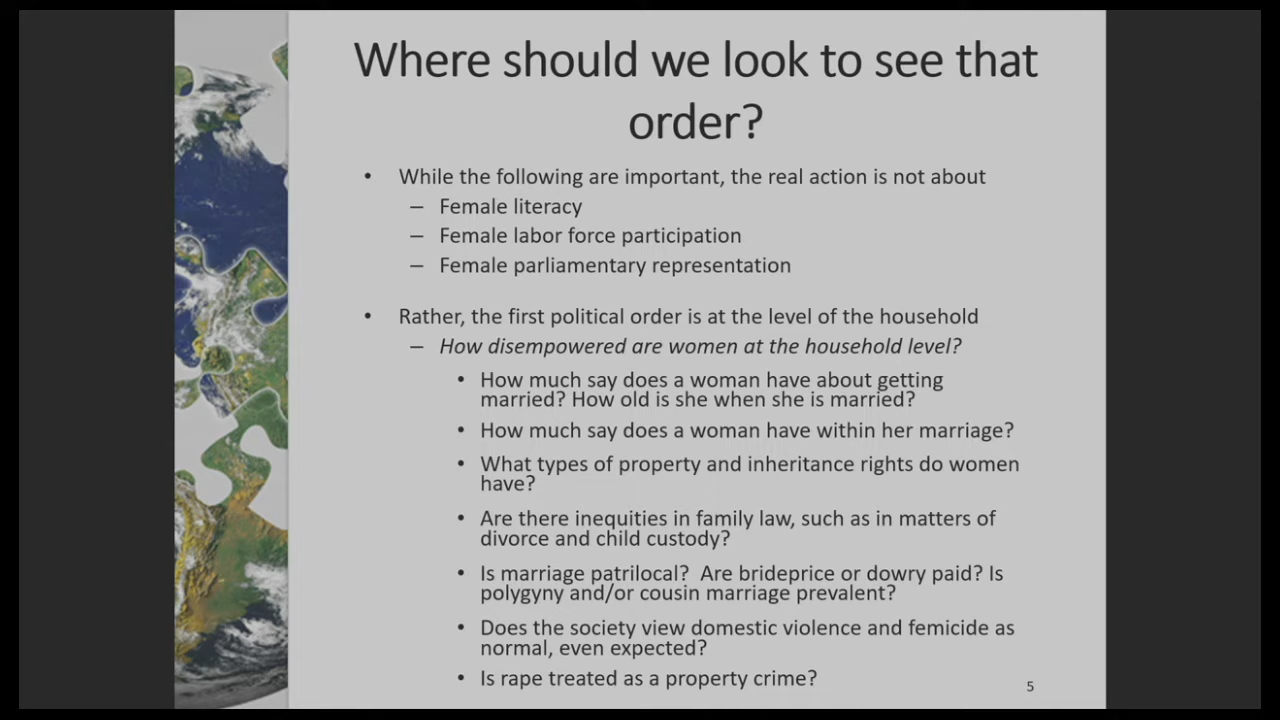 Where should we look to see that
order?
• While the following are important, the real action is not about
– Female literacy
– Female labor force participation
– Female parliamentary representation
• Rather, the first political order is at the level of the household
– How disempowered are women at the household level?
• How much say does a woman have about getting
married? How old is she when she is married?
• How much say does a woman have within her marriage?
• What types of property and inheritance rights do women
have?
• Are there inequities in family law, such as in matters of
divorce and child custody?
• Is marriage patrilocal?  Are brideprice or dowry paid? Is
polygyny and/or cousin marriage prevalent?
• Does the society view domestic violence and femicide as
normal, even expected?
• Is rape treated as a property crime?
5